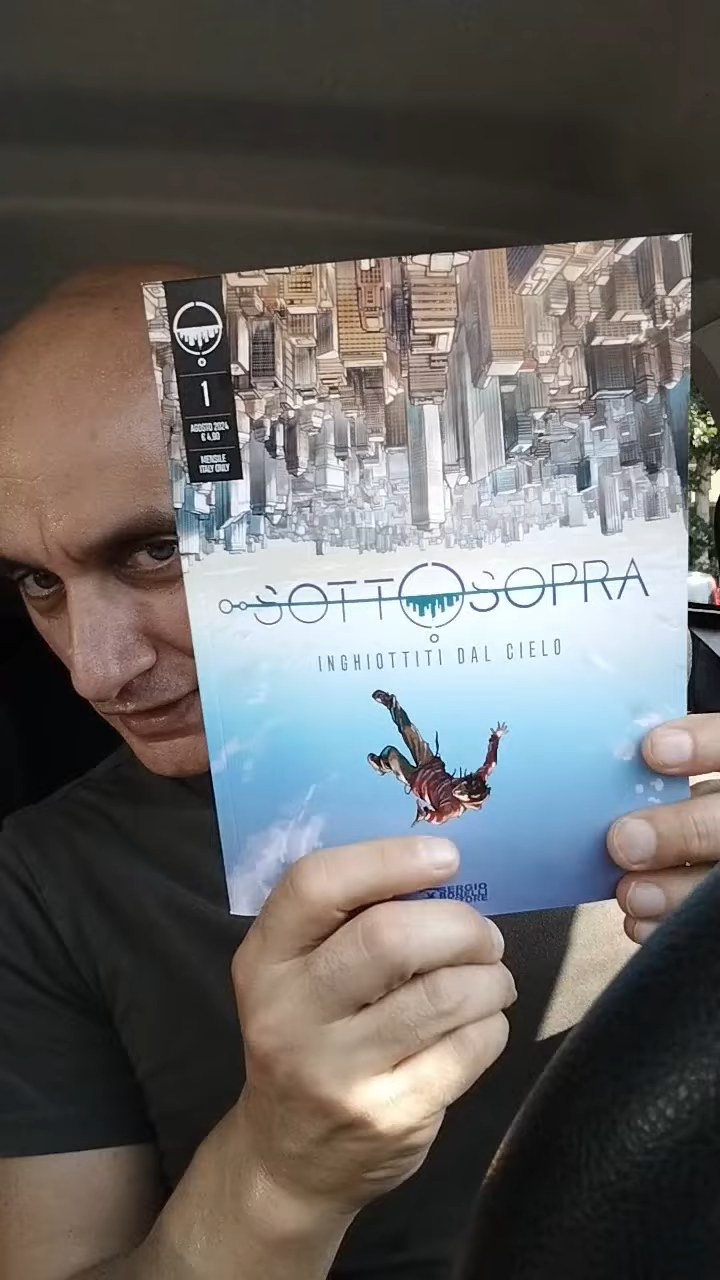 1
AGOSTO 2024
€ 4,90
MENSILE
ITALY ONLY
SOTTOSOPRA
INGHIOTTITI DAL CIELO
SERGIO
BONELLI
EDITORE